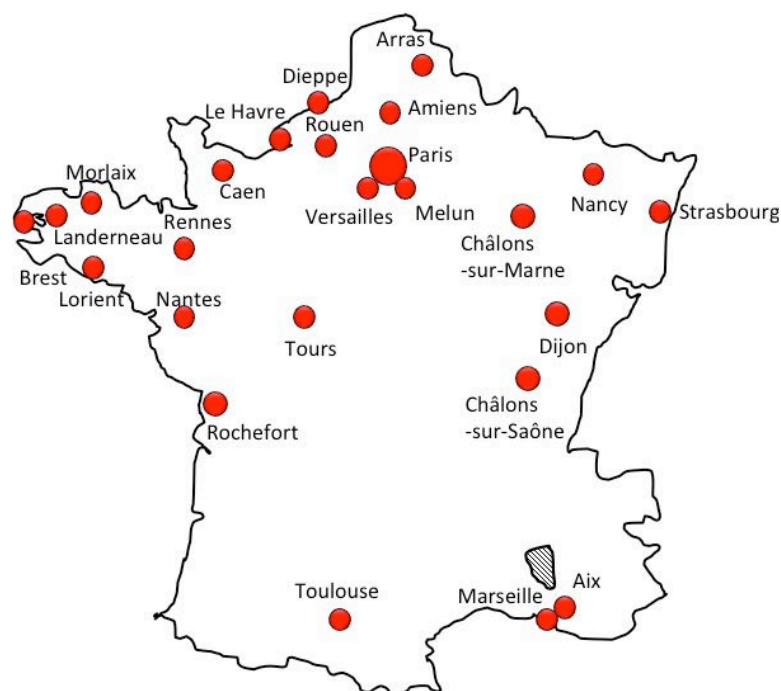 Arras
Dieppe
Le Havre
Amiens
Rouen
Paris
Morlaix
Caen
Nancy
Versailles
Melun
Strasbourg
Landerneau
Rennes
Châlons
-sur-Marne
Brest
Lorient
Nantes
Tours
Dijon
Châlons
-sur-Saône
Rochefort
Toulouse
Marseille
Aix